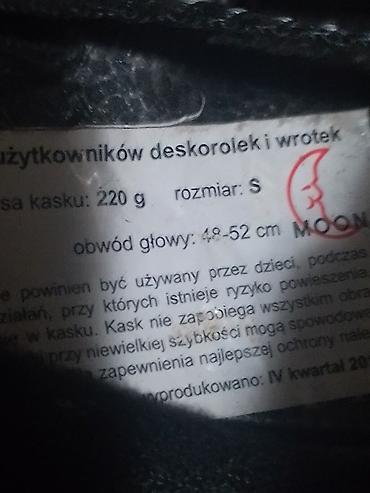 użytkowników deskorolek i wrotek
sa kasku: 220 g rozmiar: S
obwód głowy: 48-52 cm MOON
e powinien być używany przez dzieci, podczas
ziałań, przy których istnieje ryzyko powieszenia
w kasku. Kask nie zapobiega wszystkim obra
przy niewielkiej szybkości mogą spowodowa
zapewnienia najlepszej ochrony nale
yprodukowano: IV kwartał 20